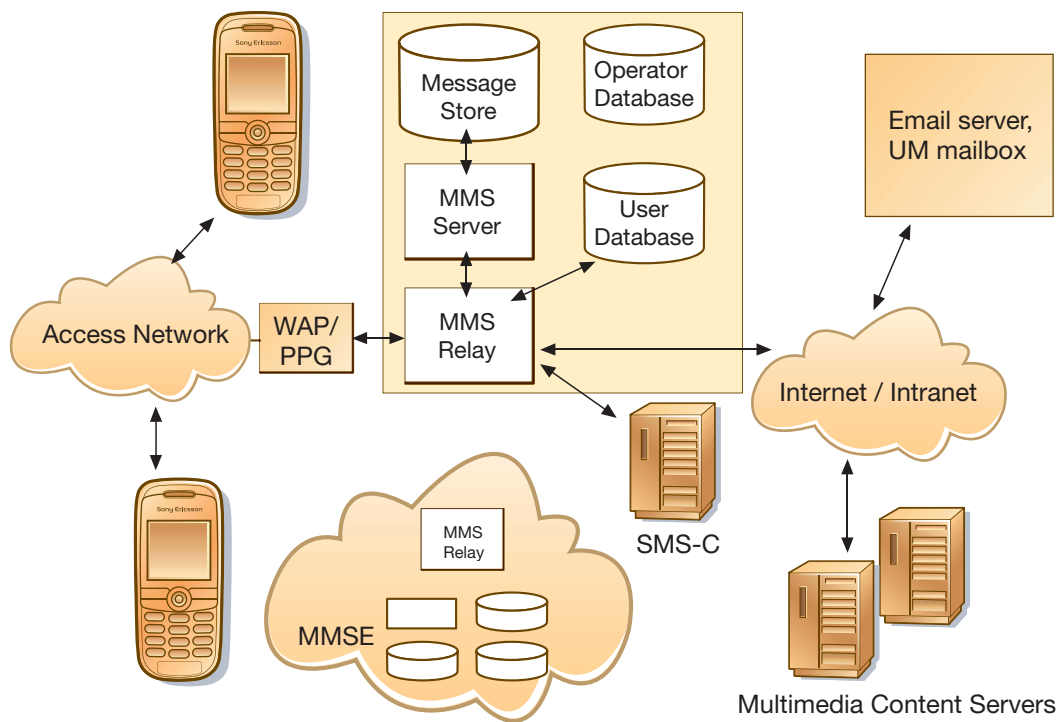 Sony Ericsson
Message
Store
Operator
Database
Email server,
UM mailbox
MMS
Server
User
Database
Access Network
WAP/
PPG
MMS
Relay
Internet / Intranet
Sony Ericsson
MMS
Relay
SMS-C
MMSE
Multimedia Content Servers